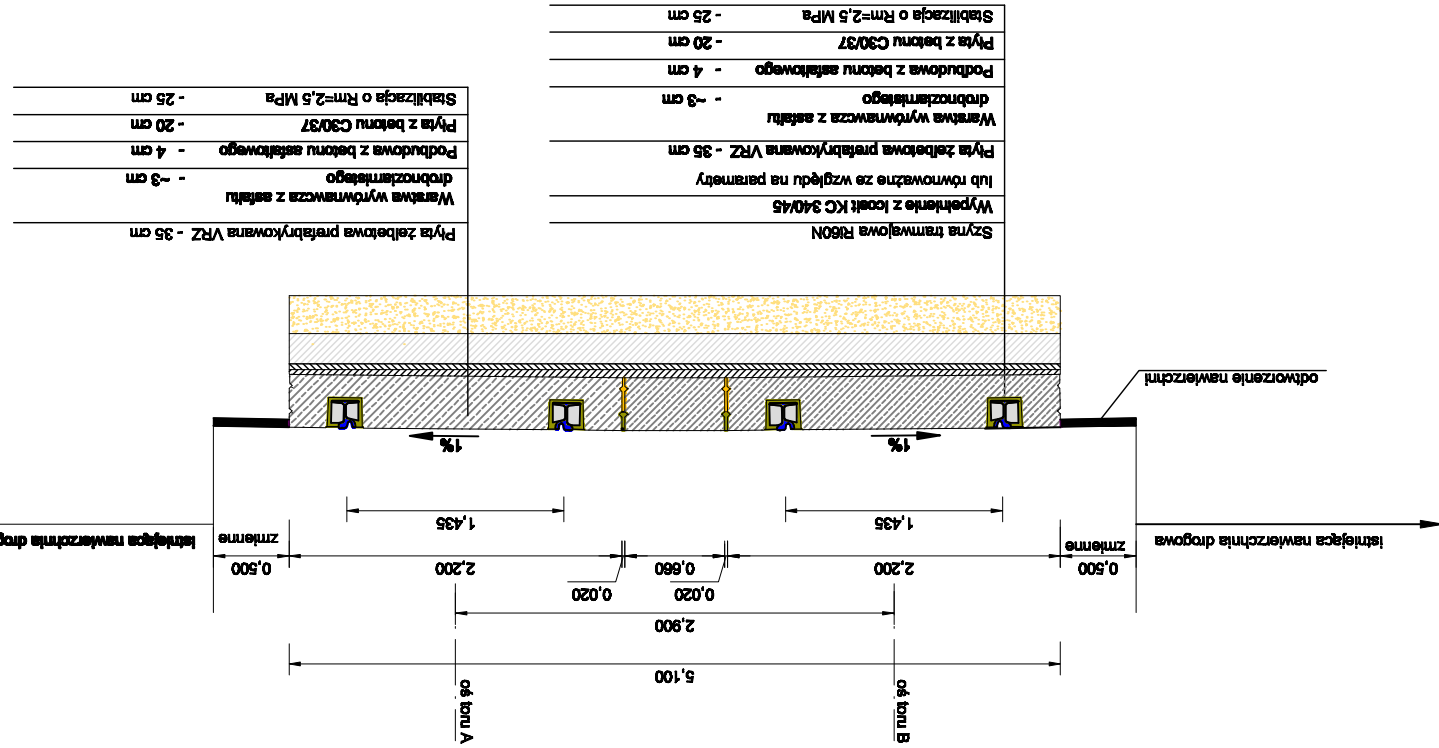 oś toru B
oś toru A
5,100
2,900
0,020
0,020
0,500
2,200
0,660
2,200
0,500
zmienne
zmienne
istniejąca nawierzchnia drogowa
istniejąca nawierzchnia drog
1,435
1,435
1%
1%
odtworzenie nawierzchni
Szyna tramwajowa Ri60N
Wypełnienie z Icosit KC 340/45
lub równoważne ze względu na parametry
Płyta żelbetowa prefabrykowana VRZ - 35 cm
Warstwa wyrównawcza z asfaltu
drobnoziarnistego - ~3 cm
Podbudowa z betonu asfaltowego - 4 cm
Płyta z betonu C30/37 - 20 cm
Stabilizacja o Rm=2,5 MPa - 25 cm
Płyta żelbetowa prefabrykowana VRZ - 35 cm
Warstwa wyrównawcza z asfaltu
drobnoziarnistego - ~3 cm
Podbudowa z betonu asfaltowego - 4 cm
Płyta z betonu C30/37 - 20 cm
Stabilizacja o Rm=2,5 MPa - 25 cm